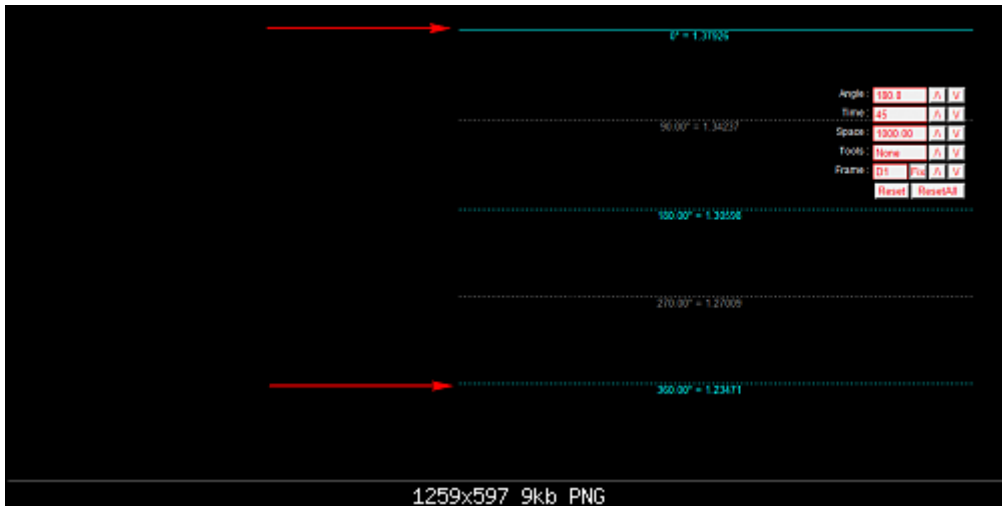 0° = 1.37926
Angle : 180.0 Λ V
Time : 45 Λ V
90.00° = 1.34237
Space : 1000.00 Λ V
Tools : None Λ V
Frame : D1 Fix Λ V
Reset ResetAll
180.00° = 1.30598
270.00° = 1.27009
360.00° = 1.23471
1259x597 9kb PNG